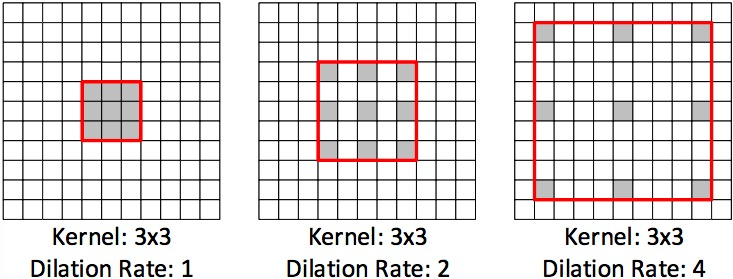 Kernel: 3x3
Dilation Rate: 1
Kernel: 3x3
Dilation Rate: 2
Kernel: 3x3
Dilation Rate: 4